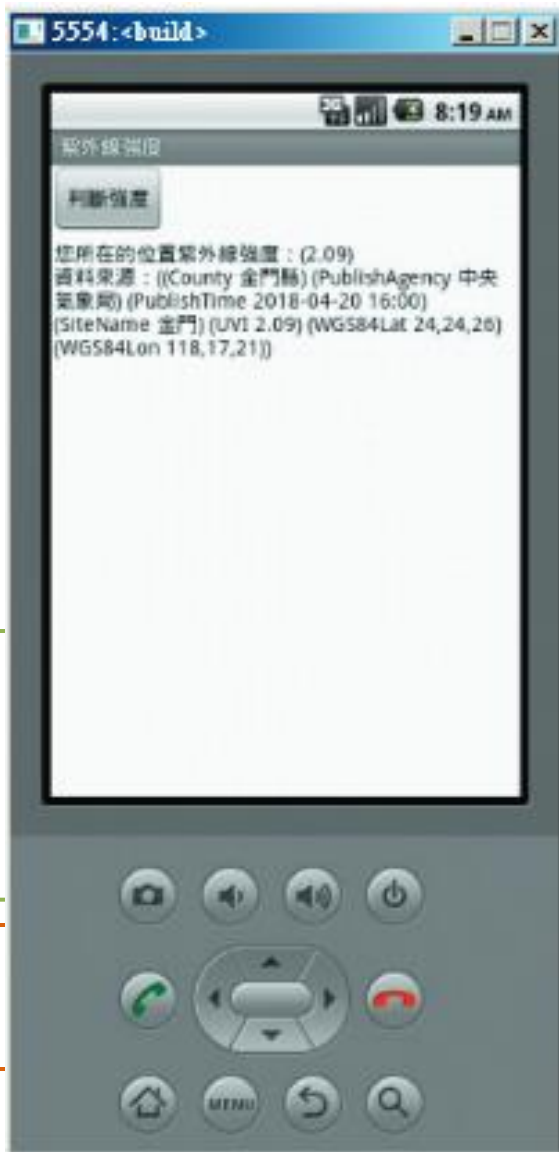 5554:<build>
3G
8:19 AM
紫外線強度
判斷強度
您所在的位置紫外線強度：(2.09)
資料來源：((County 金門縣) (PublishAgency 中央
氣象局) (PublishTime 2018-04-20 16:00)
(SiteName 金門) (UVI 2.09) (WGS84Lat 24,24,26)
(WGS84Lon 118,17,21))
MENU